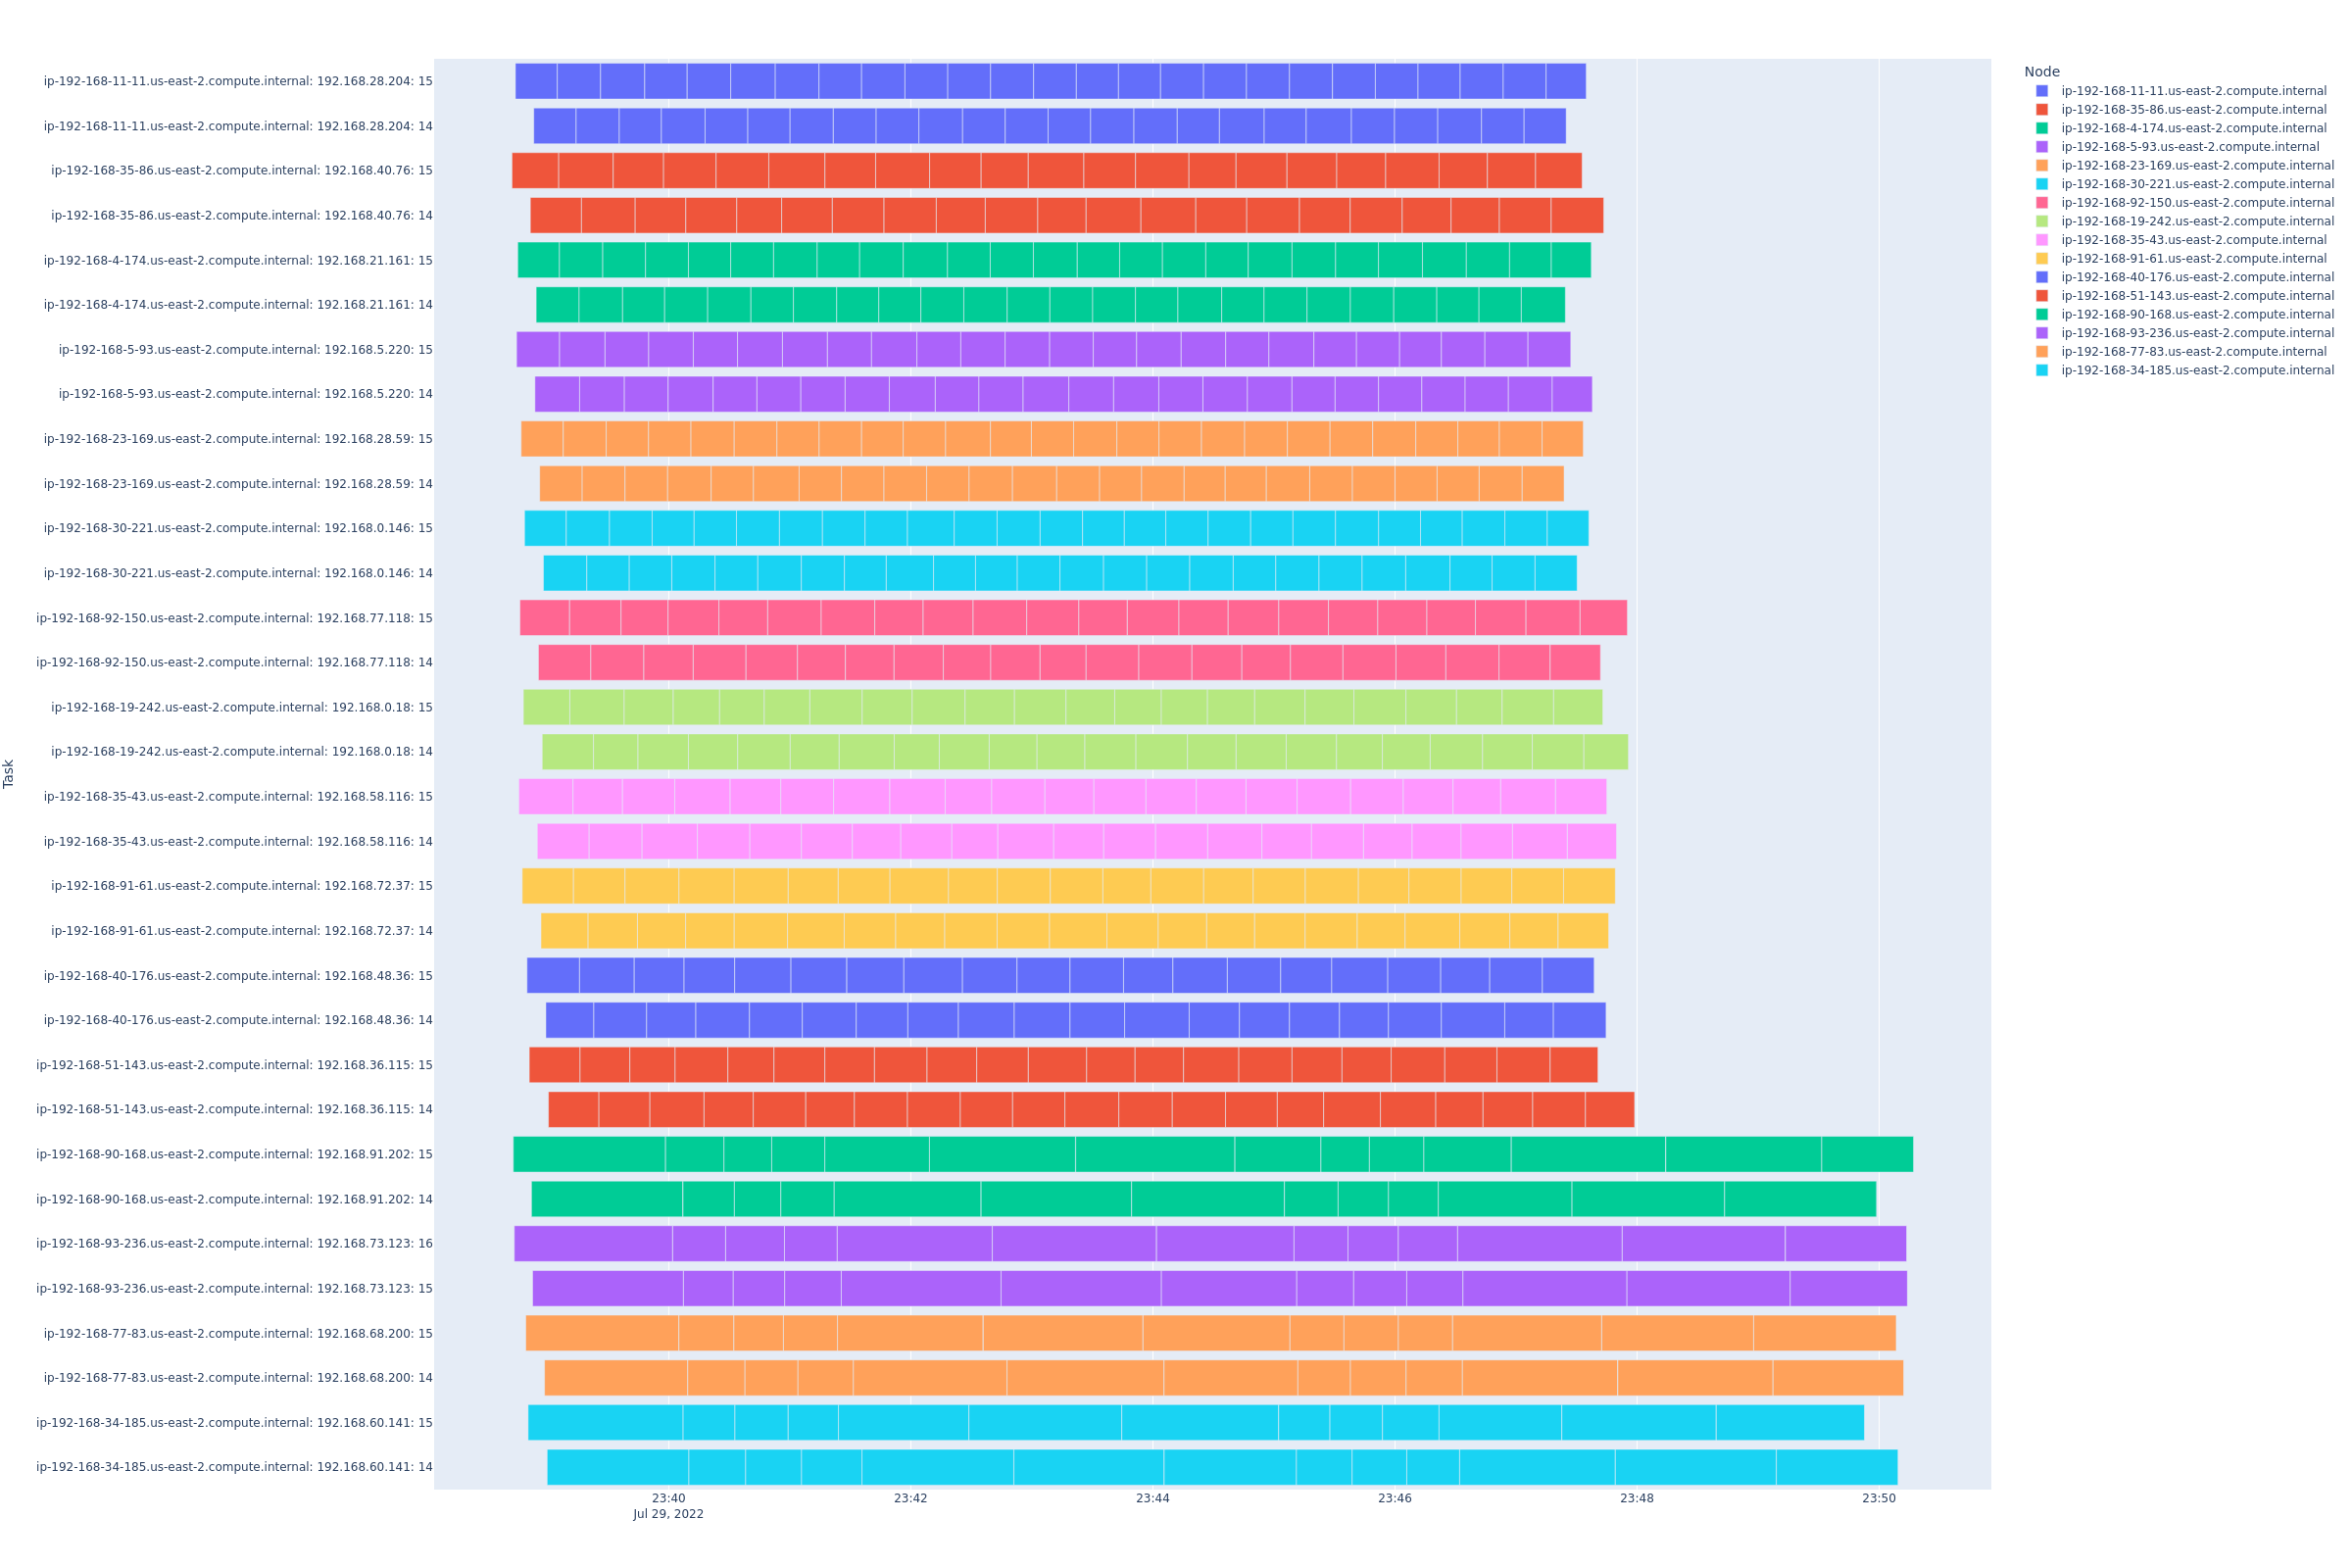 Node
ip-192-168-11-11.us-east-2.compute.internal
ip-192-168-35-86.us-east-2.compute.internal
ip-192-168-4-174.us-east-2.compute.internal
ip-192-168-5-93.us-east-2.compute.internal
ip-192-168-23-169.us-east-2.compute.internal
ip-192-168-30-221.us-east-2.compute.internal
ip-192-168-92-150.us-east-2.compute.internal
ip-192-168-19-242.us-east-2.compute.internal
ip-192-168-35-43.us-east-2.compute.internal
ip-192-168-91-61.us-east-2.compute.internal
ip-192-168-40-176.us-east-2.compute.internal
ip-192-168-51-143.us-east-2.compute.internal
ip-192-168-90-168.us-east-2.compute.internal
ip-192-168-93-236.us-east-2.compute.internal
ip-192-168-77-83.us-east-2.compute.internal
ip-192-168-34-185.us-east-2.compute.internal
Task
ip-192-168-11-11.us-east-2.compute.internal: 192.168.28.204: 15
ip-192-168-11-11.us-east-2.compute.internal: 192.168.28.204: 14
ip-192-168-35-86.us-east-2.compute.internal: 192.168.40.76: 15
ip-192-168-35-86.us-east-2.compute.internal: 192.168.40.76: 14
ip-192-168-4-174.us-east-2.compute.internal: 192.168.21.161: 15
ip-192-168-4-174.us-east-2.compute.internal: 192.168.21.161: 14
ip-192-168-5-93.us-east-2.compute.internal: 192.168.5.220: 15
ip-192-168-5-93.us-east-2.compute.internal: 192.168.5.220: 14
ip-192-168-23-169.us-east-2.compute.internal: 192.168.28.59: 15
ip-192-168-23-169.us-east-2.compute.internal: 192.168.28.59: 14
ip-192-168-30-221.us-east-2.compute.internal: 192.168.0.146: 15
ip-192-168-30-221.us-east-2.compute.internal: 192.168.0.146: 14
ip-192-168-92-150.us-east-2.compute.internal: 192.168.77.118: 15
ip-192-168-92-150.us-east-2.compute.internal: 192.168.77.118: 14
ip-192-168-19-242.us-east-2.compute.internal: 192.168.0.18: 15
ip-192-168-19-242.us-east-2.compute.internal: 192.168.0.18: 14
ip-192-168-35-43.us-east-2.compute.internal: 192.168.58.116: 15
ip-192-168-35-43.us-east-2.compute.internal: 192.168.58.116: 14
ip-192-168-91-61.us-east-2.compute.internal: 192.168.72.37: 15
ip-192-168-91-61.us-east-2.compute.internal: 192.168.72.37: 14
ip-192-168-40-176.us-east-2.compute.internal: 192.168.48.36: 15
ip-192-168-40-176.us-east-2.compute.internal: 192.168.48.36: 14
ip-192-168-51-143.us-east-2.compute.internal: 192.168.36.115: 15
ip-192-168-51-143.us-east-2.compute.internal: 192.168.36.115: 14
ip-192-168-90-168.us-east-2.compute.internal: 192.168.91.202: 15
ip-192-168-90-168.us-east-2.compute.internal: 192.168.91.202: 14
ip-192-168-93-236.us-east-2.compute.internal: 192.168.73.123: 16
ip-192-168-93-236.us-east-2.compute.internal: 192.168.73.123: 15
ip-192-168-77-83.us-east-2.compute.internal: 192.168.68.200: 15
ip-192-168-77-83.us-east-2.compute.internal: 192.168.68.200: 14
ip-192-168-34-185.us-east-2.compute.internal: 192.168.60.141: 15
ip-192-168-34-185.us-east-2.compute.internal: 192.168.60.141: 14
23:40 23:42 23:44 23:46 23:48 23:50
Jul 29, 2022